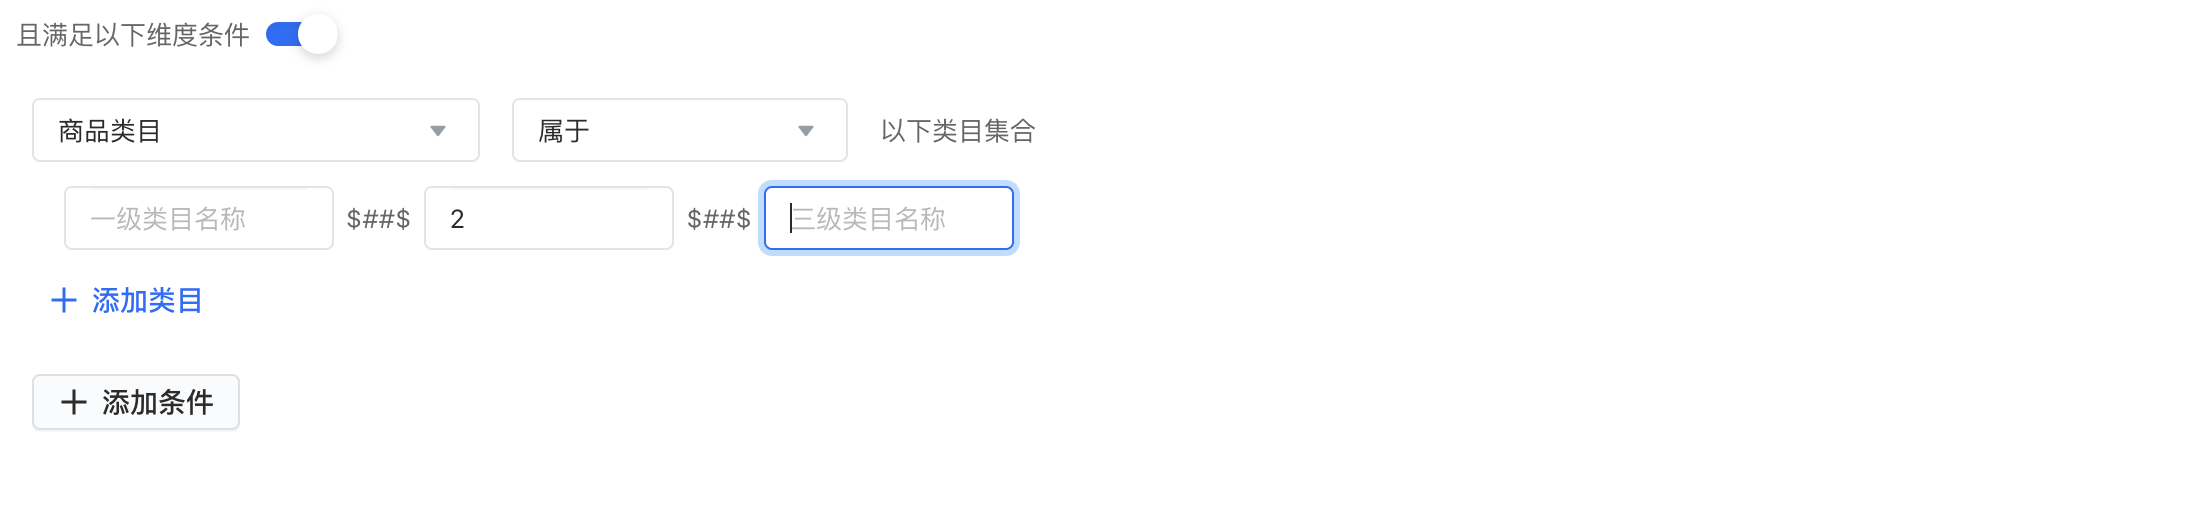 且满足以下维度条件
商品类目 属于 以下类目集合
一级类目名称 $##$ 2 $##$ 三级类目名称
+ 添加类目
+ 添加条件